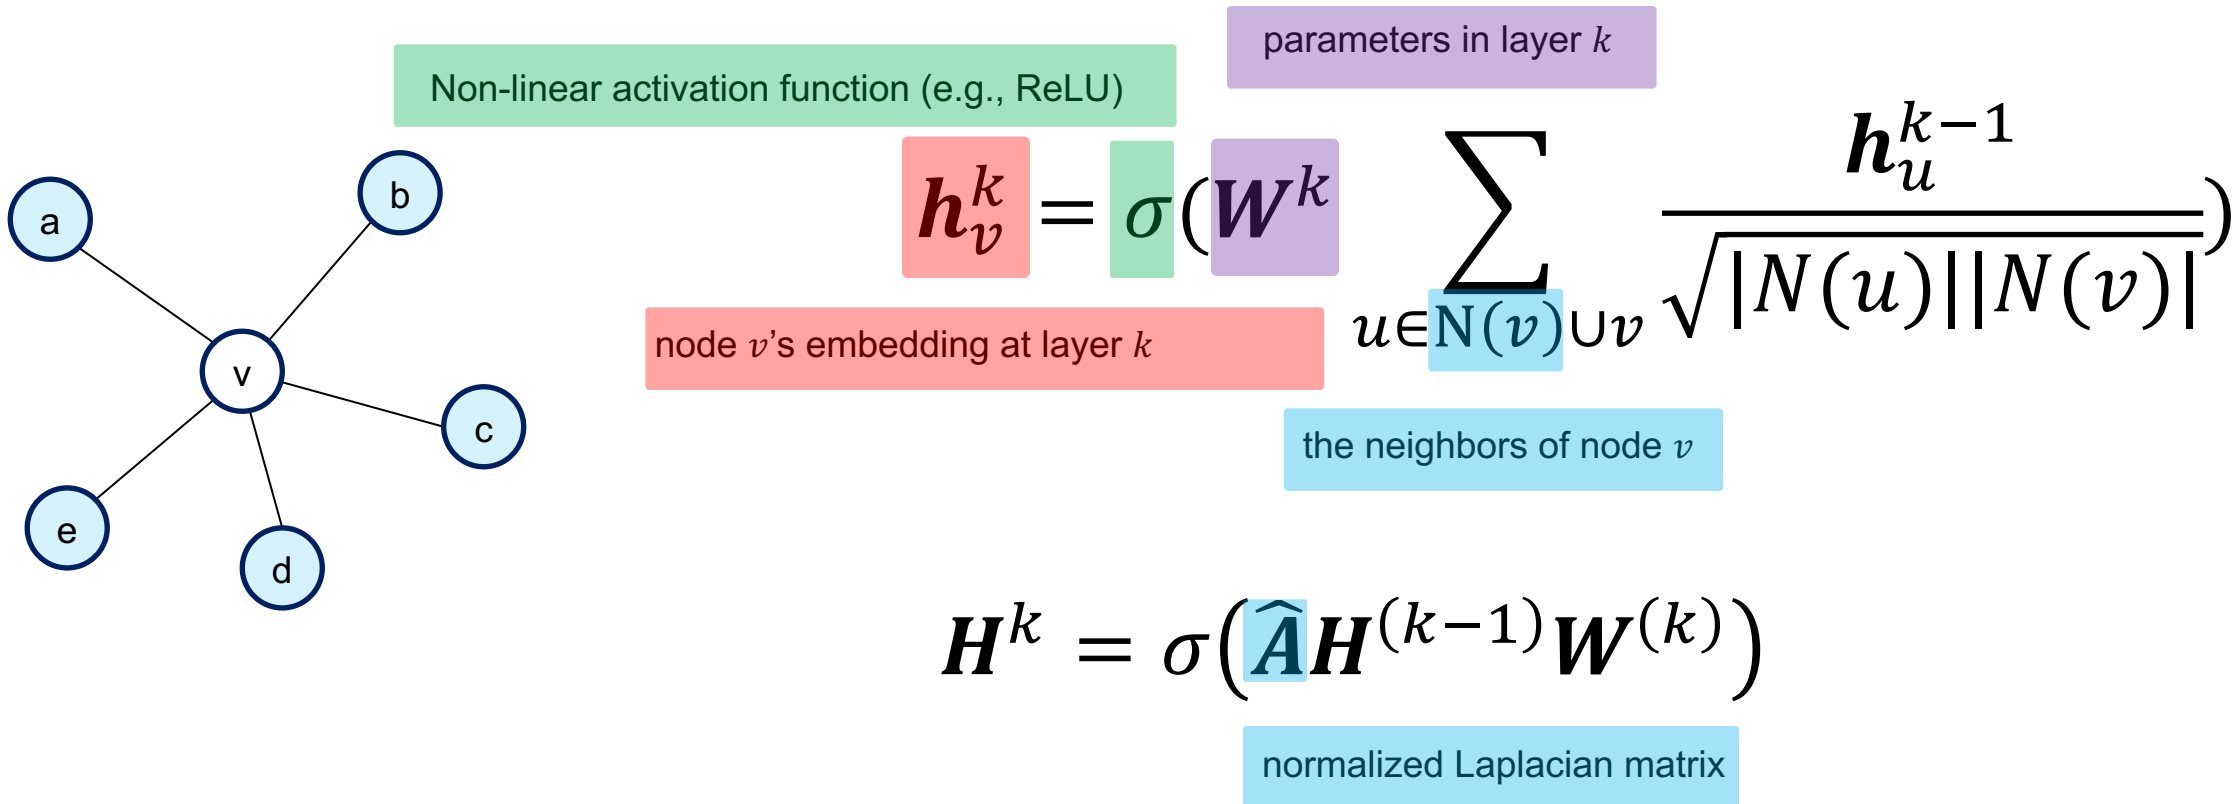 parameters in layer k
Non-linear activation function (e.g., ReLU)
h_v^k = σ(W^k ∑_{u∈N(v)∪v} h_u^{k−1} / √(|N(u)||N(v)|))
node v’s embedding at layer k
the neighbors of node v
a
b
v
c
e
d
H^k = σ(ÂH^{(k−1)}W^{(k)})
normalized Laplacian matrix